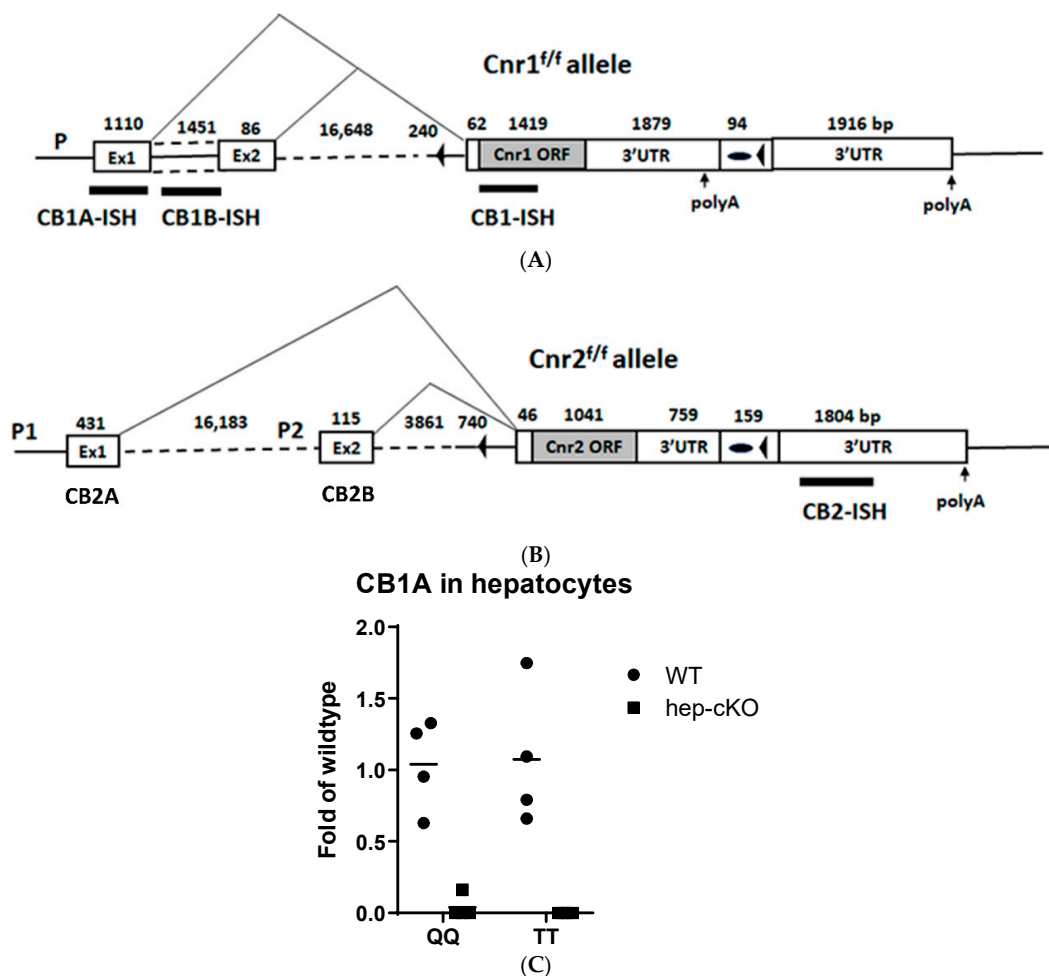 Cnr1f/f allele
P 1110 1451 86 16,648 240 62 1419 1879 94 1916 bp
Ex1 Ex2 Cnr1 ORF 3'UTR 3'UTR
CB1A-ISH CB1B-ISH CB1-ISH polyA polyA
(A)
Cnr2f/f allele
P1 431 16,183 P2 115 3861 740 46 1041 759 159 1804 bp
Ex1 Ex2 Cnr2 ORF 3'UTR 3'UTR
CB2A CB2B CB2-ISH polyA
(B)
CB1A in hepatocytes
Fold of wildtype
2.0
1.5
1.0
0.5
0.0
QQ TT
WT
hep-cKO
(C)